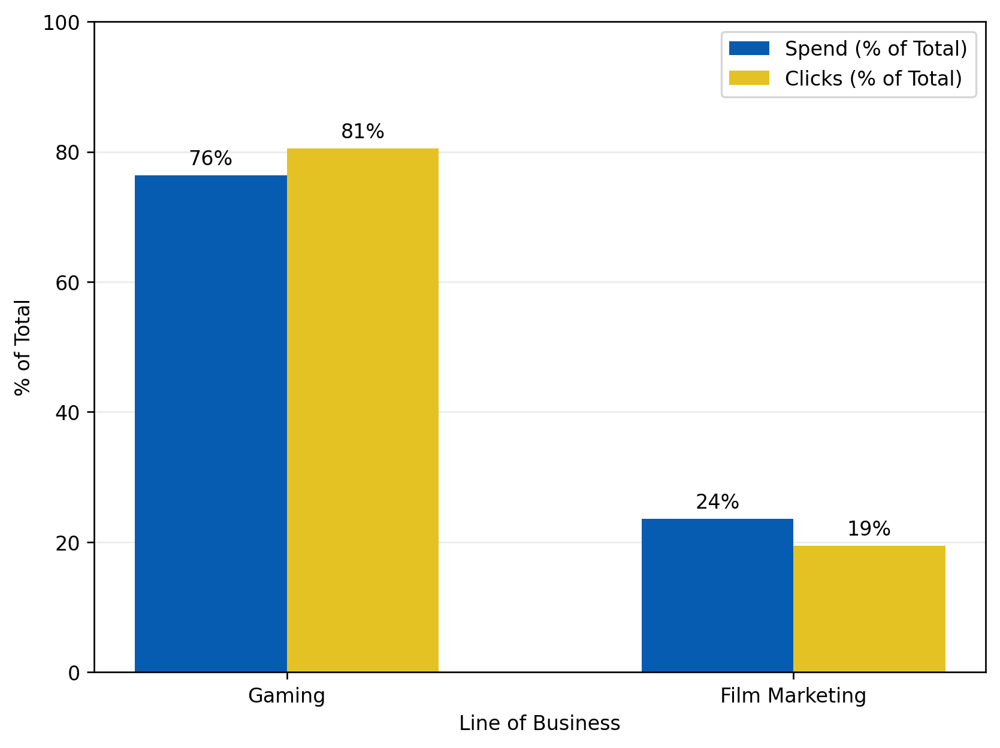 100
80
60
40
20
0
% of Total
Spend (% of Total)
Clicks (% of Total)
76%
81%
24%
19%
Gaming
Film Marketing
Line of Business